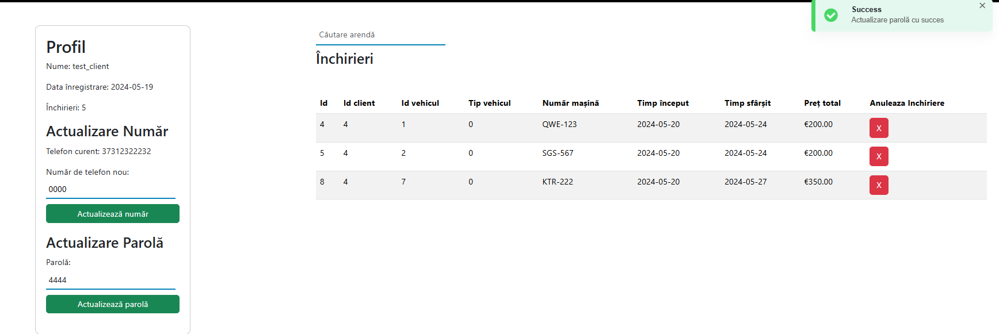 Success
Actualizare parolă cu succes
Profil
Nume: test_client
Data înregistrare: 2024-05-19
Închirieri: 5
Actualizare Număr
Telefon curent: 37312322232
Număr de telefon nou:
0000
Actualizează număr
Actualizare Parolă
Parolă:
4444
Actualizează parolă
Căutare arendă
Închirieri
Id Id client Id vehicul Tip vehicul Număr mașină Timp început Timp sfârșit Preț total Anuleaza Inchiriere
4 4 1 0 QWE-123 2024-05-20 2024-05-24 €200.00 X
5 4 2 0 SGS-567 2024-05-20 2024-05-24 €200.00 X
8 4 7 0 KTR-222 2024-05-20 2024-05-27 €350.00 X